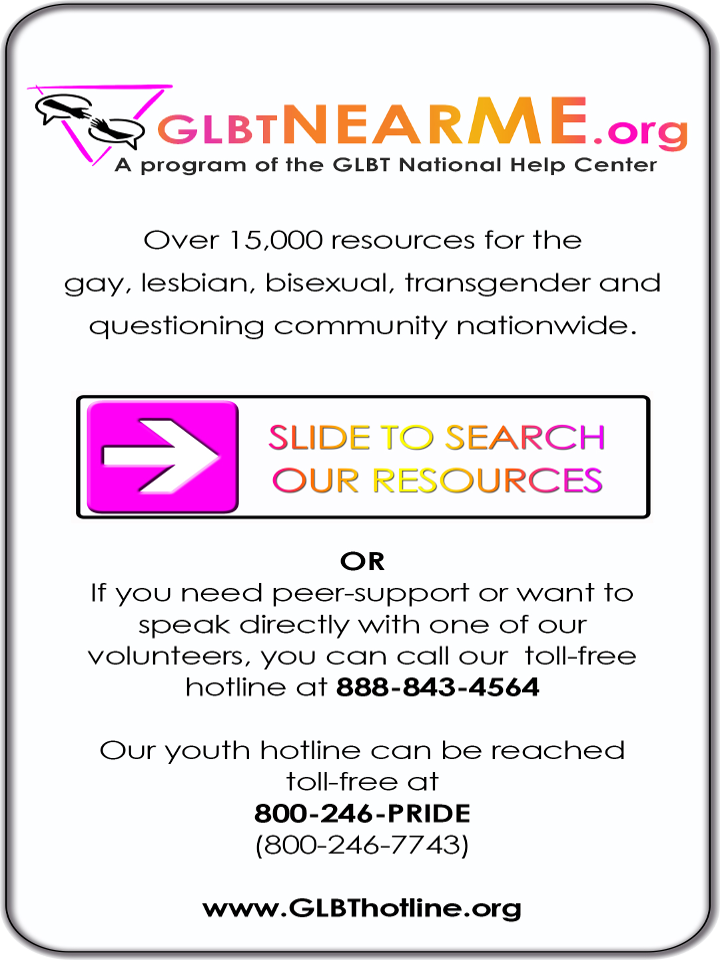 GLBTNEARME.org
A program of the GLBT National Help Center
Over 15,000 resources for the
gay, lesbian, bisexual, transgender and
questioning community nationwide.
SLIDE TO SEARCH
OUR RESOURCES
OR
If you need peer-support or want to
speak directly with one of our
volunteers, you can call our toll-free
hotline at 888-843-4564
Our youth hotline can be reached
toll-free at
800-246-PRIDE
(800-246-7743)
www.GLBThotline.org